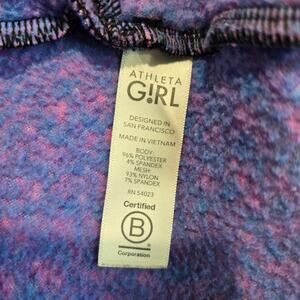 ATHLETA
G!RL
DESIGNED IN
SAN FRANCISCO
MADE IN VIETNAM
BODY:
96% POLYESTER
4% SPANDEX
MESH:
93% NYLON
7% SPANDEX
RN 54023
Certified
B
Corporation